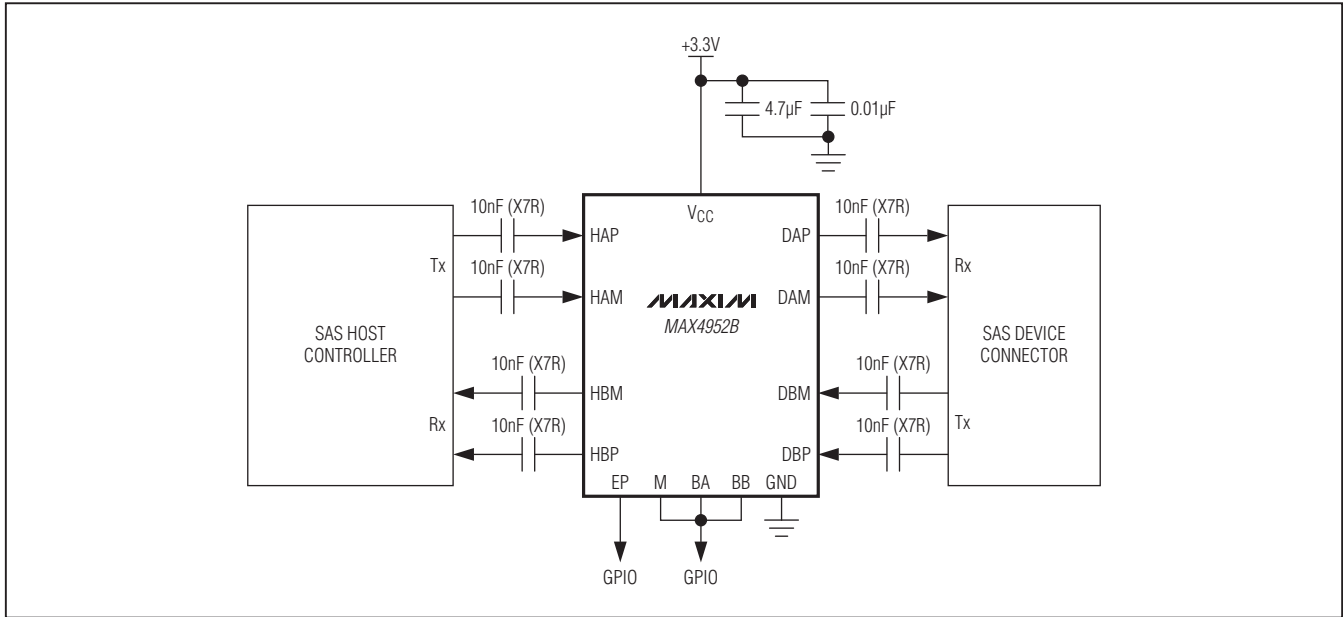 +3.3V
4.7µF
0.01µF
10nF (X7R)
VCC
10nF (X7R)
HAP
DAP
Tx
10nF (X7R)
10nF (X7R)
Rx
HAM
MAXIM
DAM
MAX4952B
SAS HOST
CONTROLLER
SAS DEVICE
CONNECTOR
10nF (X7R)
10nF (X7R)
HBM
DBM
Rx
10nF (X7R)
10nF (X7R)
Tx
HBP
DBP
EP
M
BA
BB
GND
GPIO
GPIO